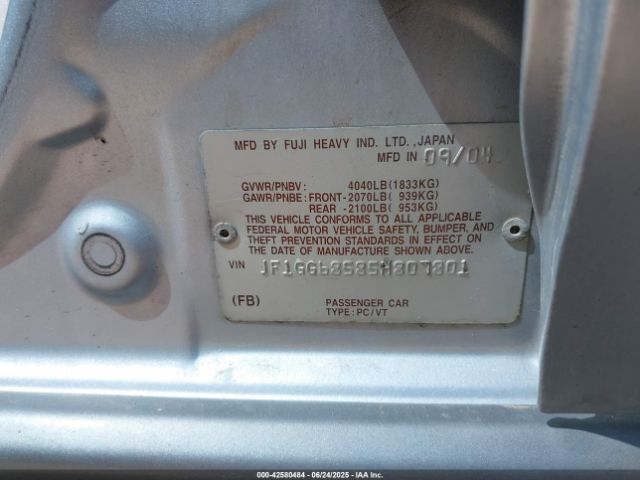 MFD BY FUJI HEAVY IND. LTD.,JAPAN
MFD IN 09/04
GVWR/PNBV: 4040LB(1833KG)
GAWR/PNBE:FRONT-2070LB( 939KG)
REAR -2100LB( 953KG)
THIS VEHICLE CONFORMS TO ALL APPLICABLE
FEDERAL MOTOR VEHICLE SAFETY, BUMPER, AND
THEFT PREVENTION STANDARDS IN EFFECT ON
THE DATE OF MANUFACTURE SHOWN ABOVE.
VIN JF1GG68585H807801
(FB) PASSENGER CAR
TYPE:PC/VT
000-42580484 - 06/24/2025 - IAAI.COM